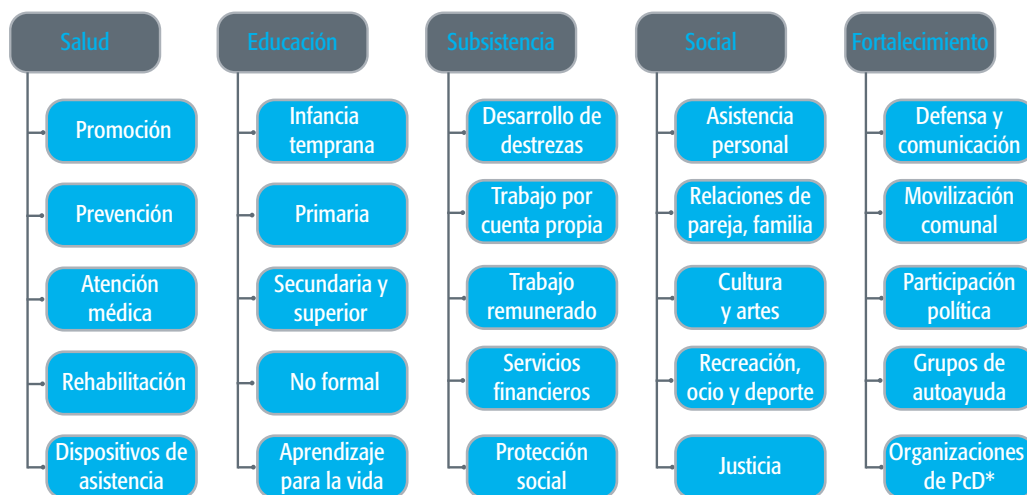 Salud
Promoción
Prevención
Atención
médica
Rehabilitación
Dispositivos de
asistencia
Educación
Infancia
temprana
Primaria
Secundaria y
superior
No formal
Aprendizaje
para la vida
Subsistencia
Desarrollo de
destrezas
Trabajo por
cuenta propia
Trabajo
remunerado
Servicios
financieros
Protección
social
Social
Asistencia
personal
Relaciones de
pareja, familia
Cultura
y artes
Recreación,
ocio y deporte
Justicia
Fortalecimiento
Defensa y
comunicación
Movilización
comunal
Participación
política
Grupos de
autoayuda
Organizaciones
de PcD*